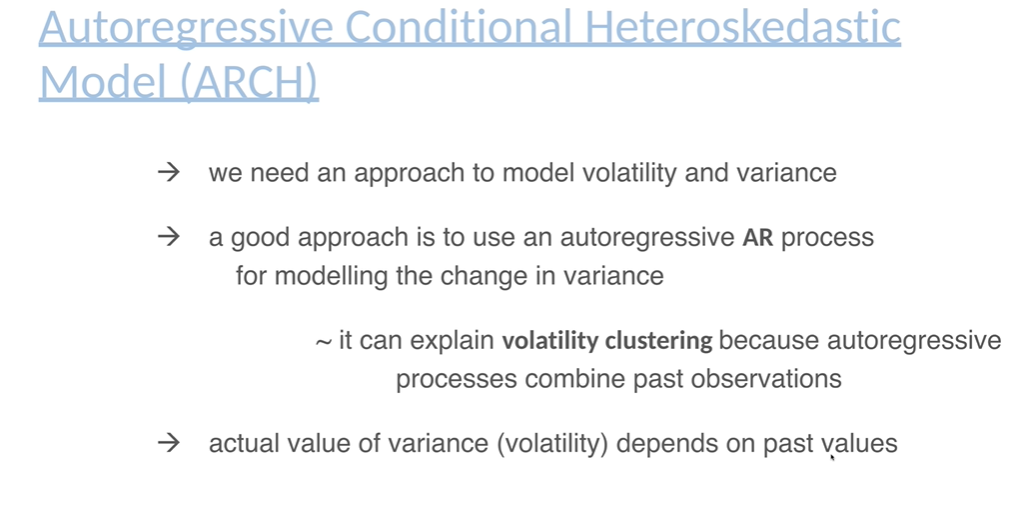 Autoregressive Conditional Heteroskedastic
Model (ARCH)
→ we need an approach to model volatility and variance
→ a good approach is to use an autoregressive AR process
for modelling the change in variance
~ it can explain volatility clustering because autoregressive
processes combine past observations
→ actual value of variance (volatility) depends on past values